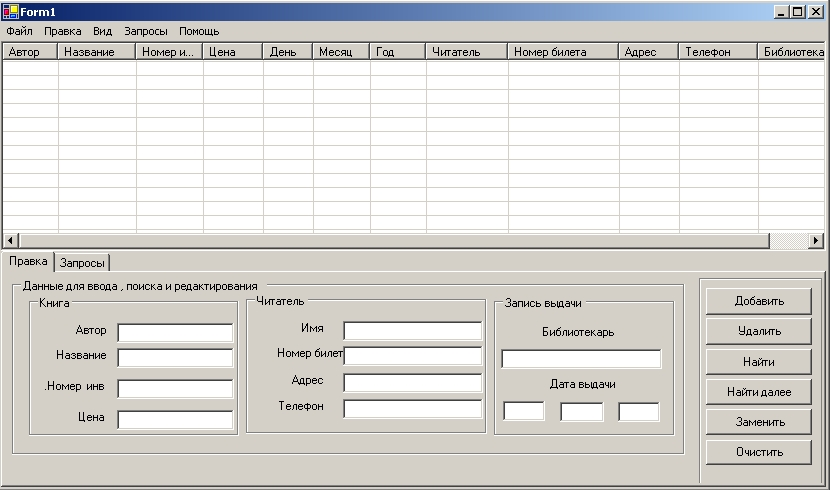 Form1
Файл Правка Вид Запросы Помощь
Автор Название Номер и... Цена День Месяц Год Читатель Номер билета Адрес Телефон Библиотека
Правка Запросы
Данные для ввода , поиска и редактирования
Книга
Автор
Название
.Номер инв
Цена
Читатель
Имя
Номер билет
Адрес
Телефон
Запись выдачи
Библиотекарь
Дата выдачи
Добавить
Удалить
Найти
Найти далее
Заменить
Очистить